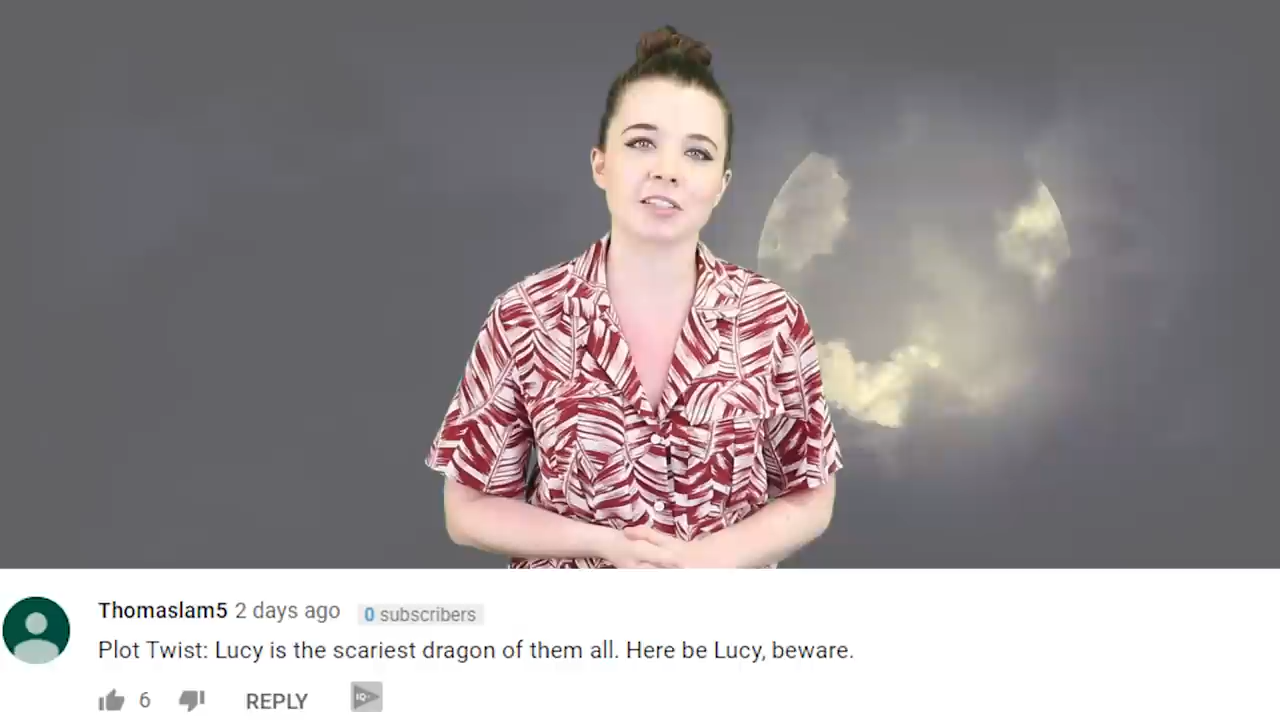 Thomaslam5 2 days ago 0 subscribers
Plot Twist: Lucy is the scariest dragon of them all. Here be Lucy, beware.
6 REPLY IQ